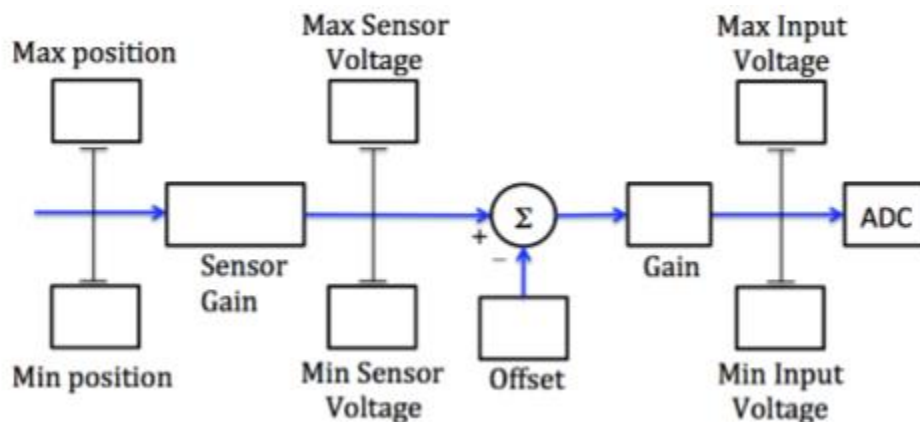 Max position
Max Sensor
Voltage
Max Input
Voltage
Σ
+
−
ADC
Sensor
Gain
Gain
Min position
Min Sensor
Voltage
Offset
Min Input
Voltage